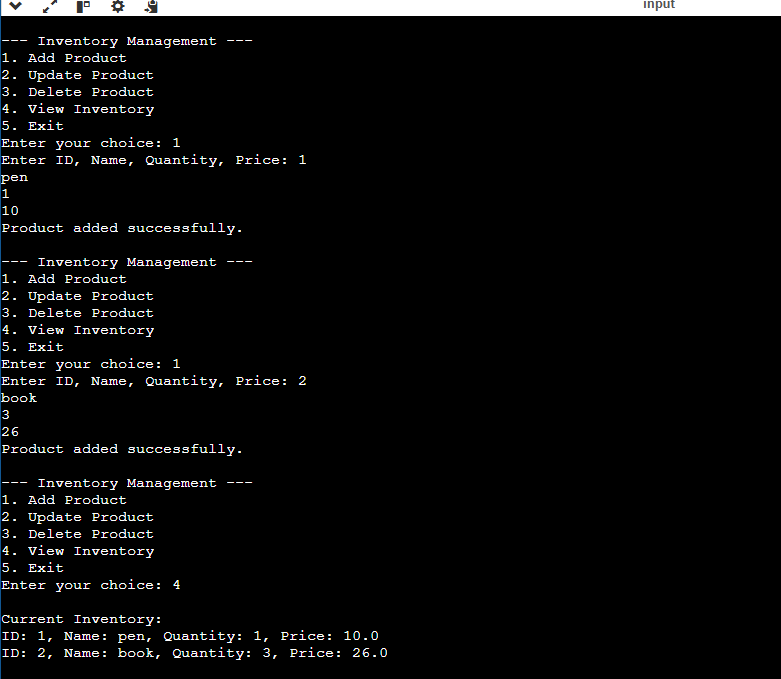 input
--- Inventory Management ---
1. Add Product
2. Update Product
3. Delete Product
4. View Inventory
5. Exit
Enter your choice: 1
Enter ID, Name, Quantity, Price: 1
pen
1
10
Product added successfully.
--- Inventory Management ---
1. Add Product
2. Update Product
3. Delete Product
4. View Inventory
5. Exit
Enter your choice: 1
Enter ID, Name, Quantity, Price: 2
book
3
26
Product added successfully.
--- Inventory Management ---
1. Add Product
2. Update Product
3. Delete Product
4. View Inventory
5. Exit
Enter your choice: 4
Current Inventory:
ID: 1, Name: pen, Quantity: 1, Price: 10.0
ID: 2, Name: book, Quantity: 3, Price: 26.0